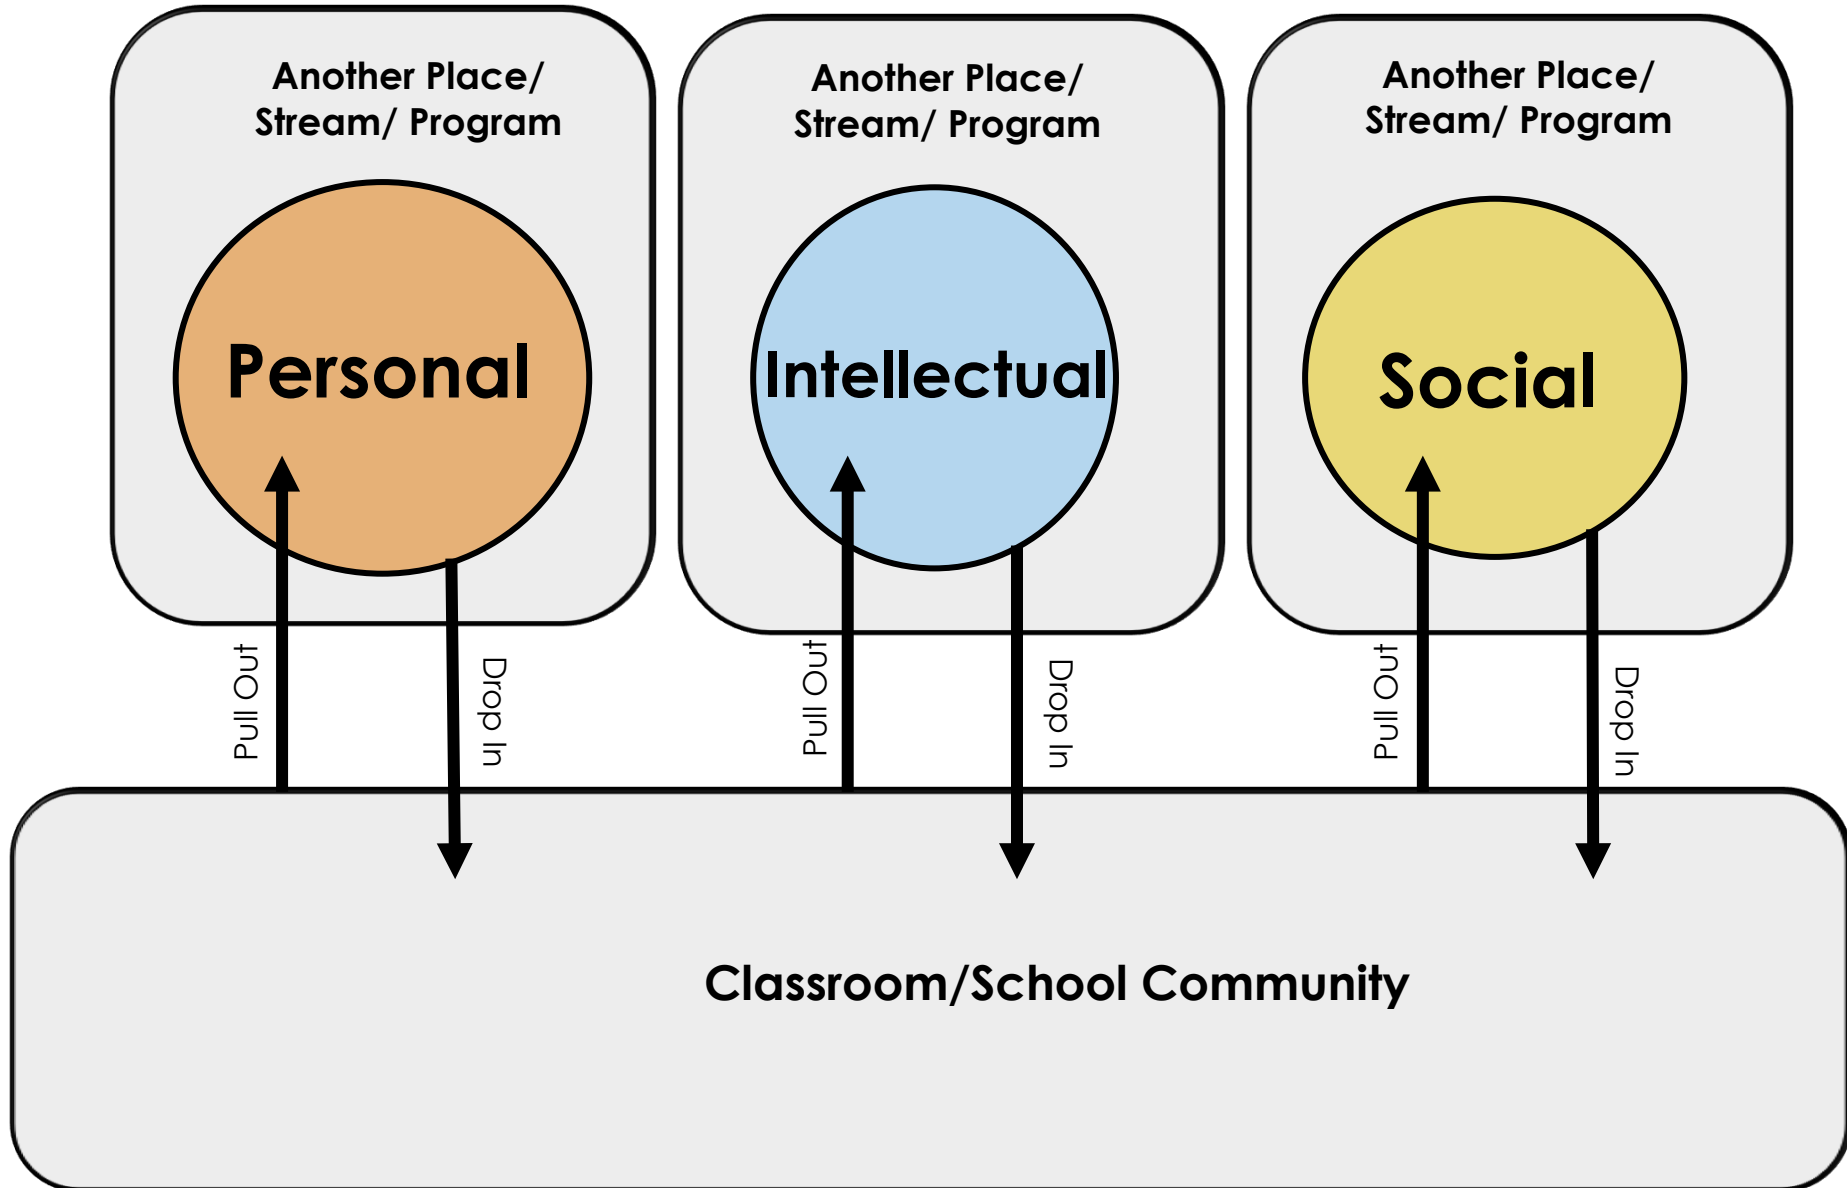 Another Place/
Stream/ Program
Personal
Another Place/
Stream/ Program
Intellectual
Another Place/
Stream/ Program
Social
Pull Out
Drop In
Pull Out
Drop In
Pull Out
Drop In
Classroom/School Community